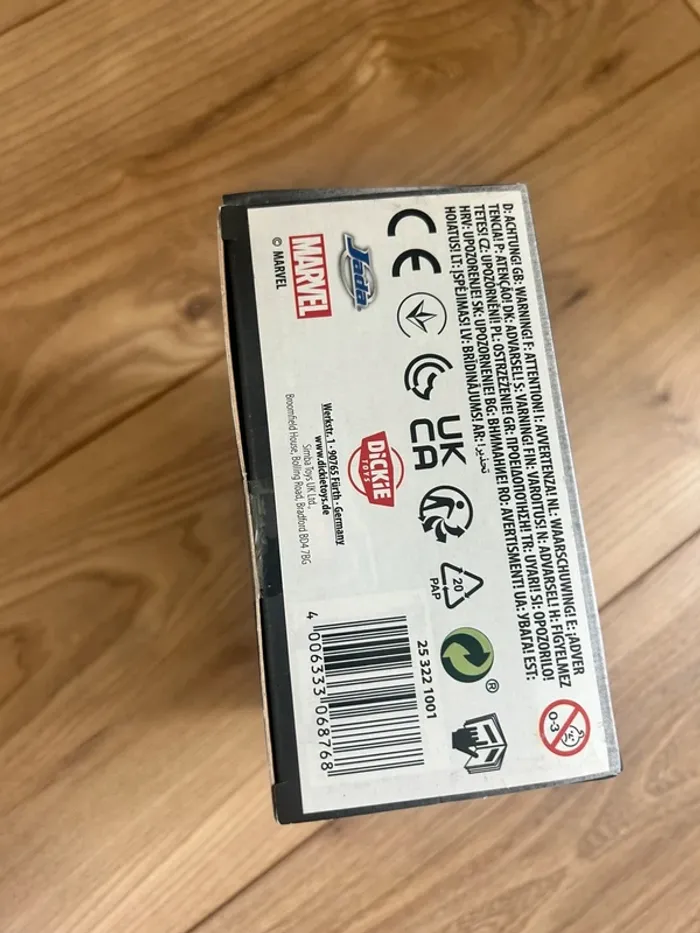 D: ACHTUNG! GB: WARNING! F: ATTENTION! I: AVVERTENZA! NL: WAARSCHUWING! E: ¡ADVER
TENCIA! P: ATENÇÃO! DK: ADVARSEL! S: VARNING! FIN: VAROITUS! N: ADVARSEL! H: FIGYELMEZ
TETES! CZ: UPOZORNĚNÍ! PL: OSTRZEŻENIE! GR: ΠΡΟΕΙΔΟΠΟΙΗΣΗ! TR: UYARI! SI: OPOZORILO!
HRV: UPOZORENJE! SK: UPOZORNENIE! BG: ВНИМАНИЕ! RO: AVERTISMENT! UA: УВАГА! EST:
HOIATUS! LT: ĮSPĖJIMAS! LV: BRĪDINĀJUMS! AR: تحذير!
0-3
CE
UK
CA
20
PAP
®
Jada
MARVEL
© MARVEL
DiCKiE
TOYS
Werkstr. 1 · 90765 Fürth · Germany
www.dickietoys.de
Simba Toys UK Ltd.,
Broomfield House, Bolling Road, Bradford BD4 7BG
25 322 1001
4 006333 068768